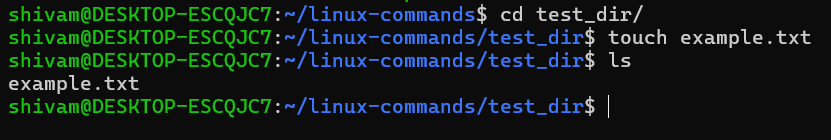 shivam@DESKTOP-ESCQJC7:~/linux-commands$ cd test_dir/
shivam@DESKTOP-ESCQJC7:~/linux-commands/test_dir$ touch example.txt
shivam@DESKTOP-ESCQJC7:~/linux-commands/test_dir$ ls
example.txt
shivam@DESKTOP-ESCQJC7:~/linux-commands/test_dir$